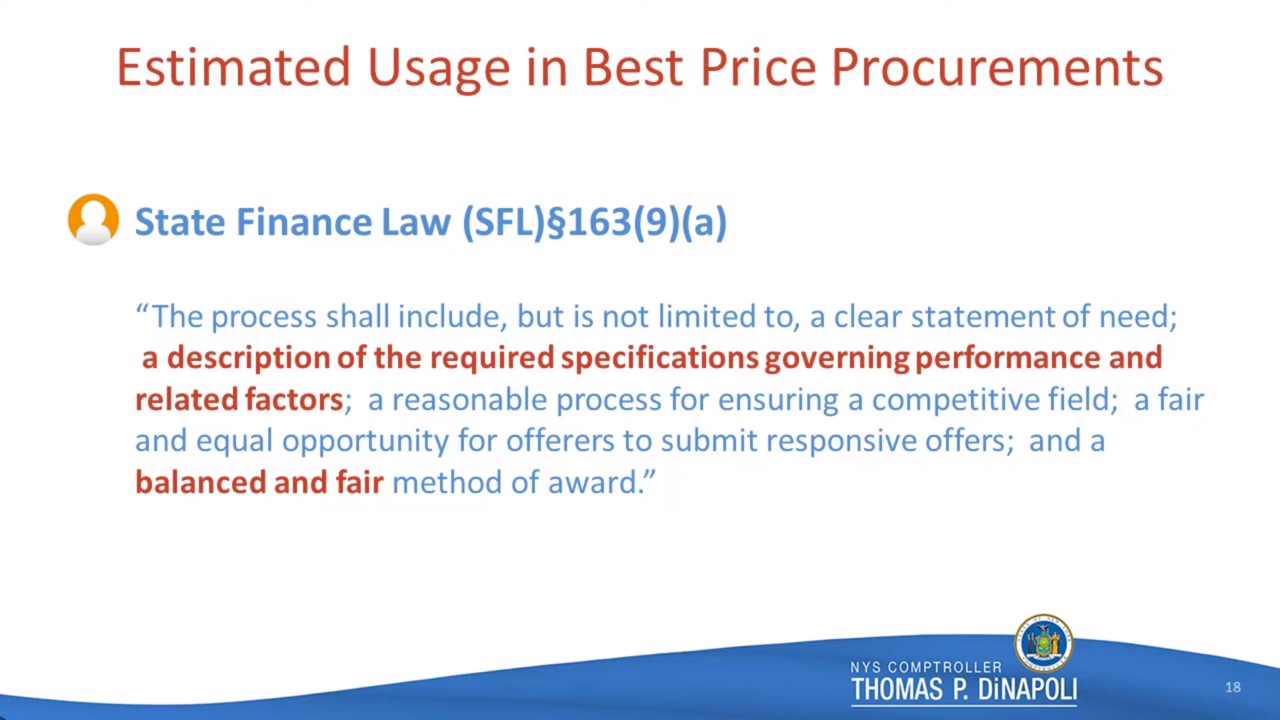 Estimated Usage in Best Price Procurements
State Finance Law (SFL)§163(9)(a)
“The process shall include, but is not limited to, a clear statement of need;
a description of the required specifications governing performance and
related factors; a reasonable process for ensuring a competitive field; a fair
and equal opportunity for offerers to submit responsive offers; and a
balanced and fair method of award.”
NYS COMPTROLLER
THOMAS P. DiNAPOLI
18